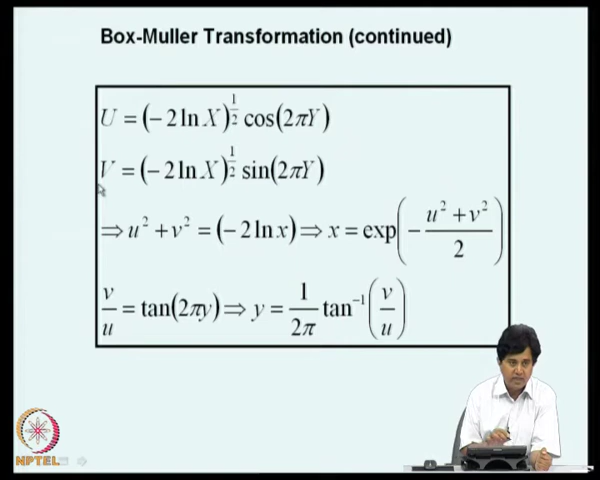 Box-Muller Transformation (continued)
U = (− 2 ln X)^{1/2} cos(2πY)
V = (− 2 ln X)^{1/2} sin(2πY)
⇒ u² + v² = (− 2 ln x) ⇒ x = exp(− (u² + v²)/2)
v/u = tan(2πy) ⇒ y = 1/2π tan⁻¹(v/u)
NPTEL